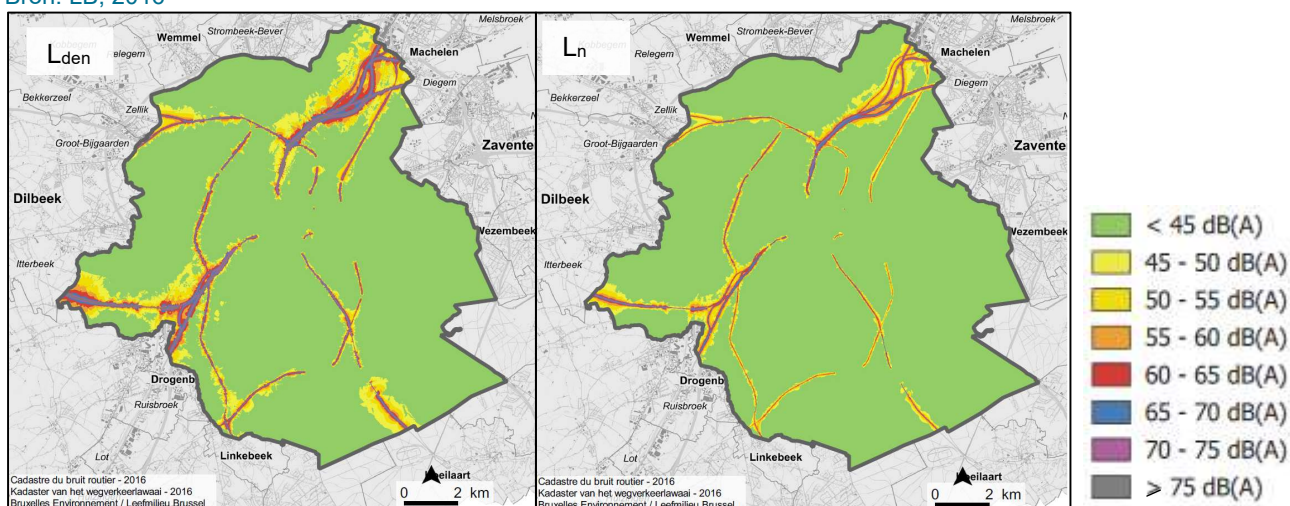 Bron: LB,
L den
Relegem
Wemmel
Strombeek-Bever
Melsbroek
Machelen
Diegem
Bekkerzeel
Zellik
Groot-Bijgaarden
Zavente
Dilbeek
Wezembeek
Itterbeek
Drogenb
Ruisbroek
Lot
Linkebeek
eilaart
0 2 km
Cadastre du bruit routier - 2016
Kadaster van het wegverkeerlawaai - 2016
Bruxelles Environnement / Leefmilieu Brussel
L n
Relegem
Wemmel
Strombeek-Bever
Melsbroek
Machelen
Diegem
Bekkerzeel
Zellik
Groot-Bijgaarden
Zavente
Dilbeek
Wezembeek
Itterbeek
Drogenb
Ruisbroek
Lot
Linkebeek
eilaart
0 2 km
Cadastre du bruit routier - 2016
Kadaster van het wegverkeerlawaai - 2016
Bruxelles Environnement / Leefmilieu Brussel
< 45 dB(A)
45 - 50 dB(A)
50 - 55 dB(A)
55 - 60 dB(A)
60 - 65 dB(A)
65 - 70 dB(A)
70 - 75 dB(A)
⩾ 75 dB(A)